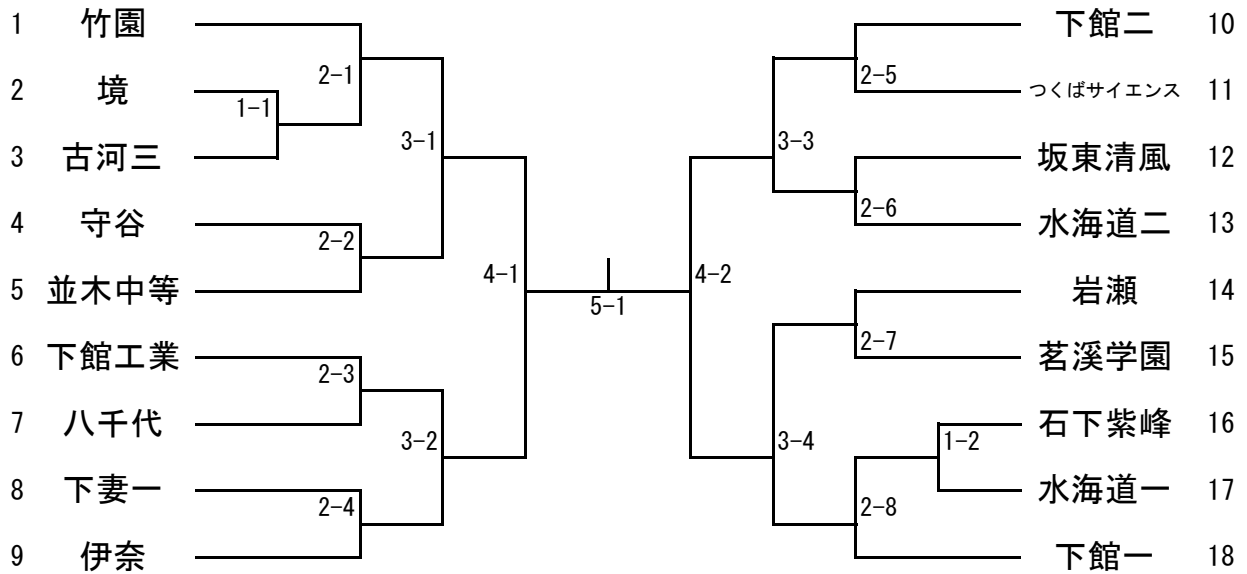 1 竹園
2 境
3 古河三
4 守谷
5 並木中等
6 下館工業
7 八千代
8 下妻一
9 伊奈
1-1
2-1
2-2
2-3
2-4
3-1
3-2
4-1
5-1
4-2
3-3
3-4
2-5
2-6
2-7
2-8
1-2
下館二 10
つくばサイエンス 11
坂東清風 12
水海道二 13
岩瀬 14
茗溪学園 15
石下紫峰 16
水海道一 17
下館一 18